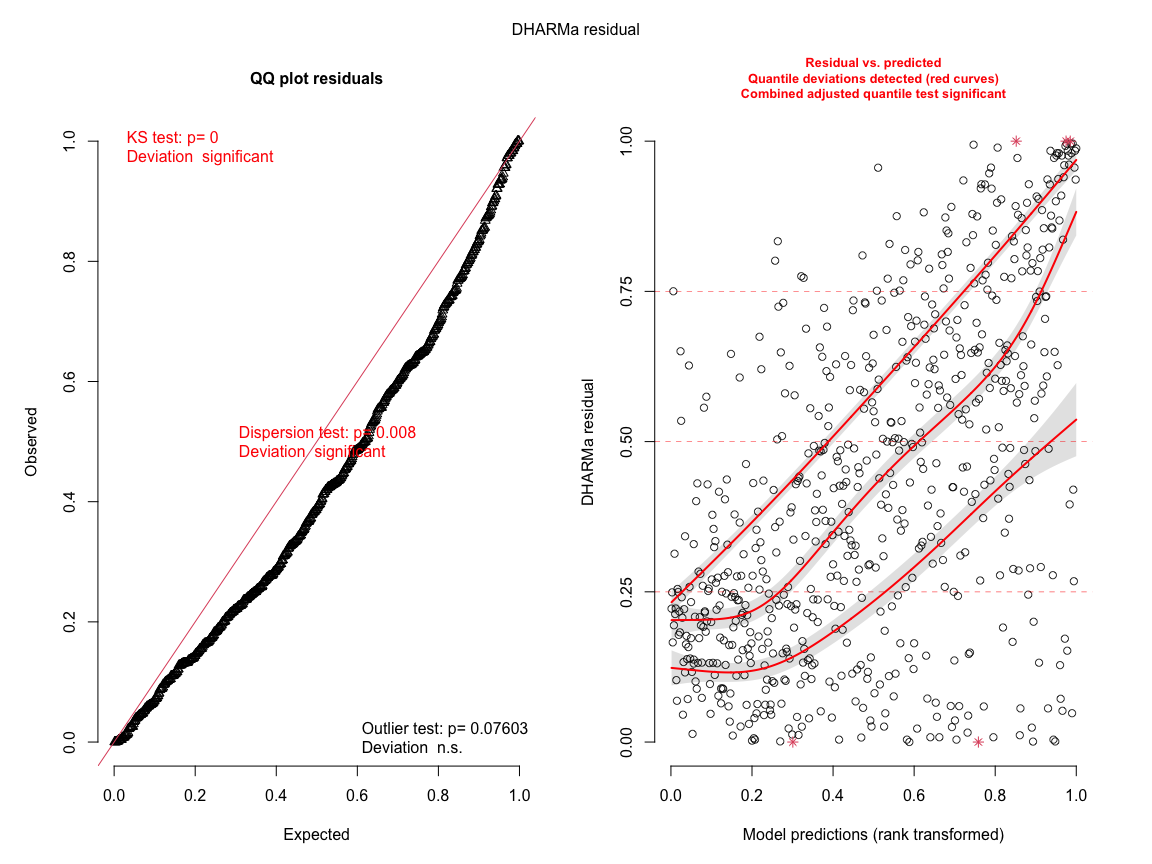 DHARMa residual
QQ plot residuals
KS test: p= 0
Deviation  significant
Dispersion test: p= 0.008
Deviation  significant
Outlier test: p= 0.07603
Deviation  n.s.
Observed
0.0
0.2
0.4
0.6
0.8
1.0
0.0 0.2 0.4 0.6 0.8 1.0
Expected
Residual vs. predicted
Quantile deviations detected (red curves)
Combined adjusted quantile test significant
DHARMa residual
0.00
0.25
0.50
0.75
1.00
0.0 0.2 0.4 0.6 0.8 1.0
Model predictions (rank transformed)